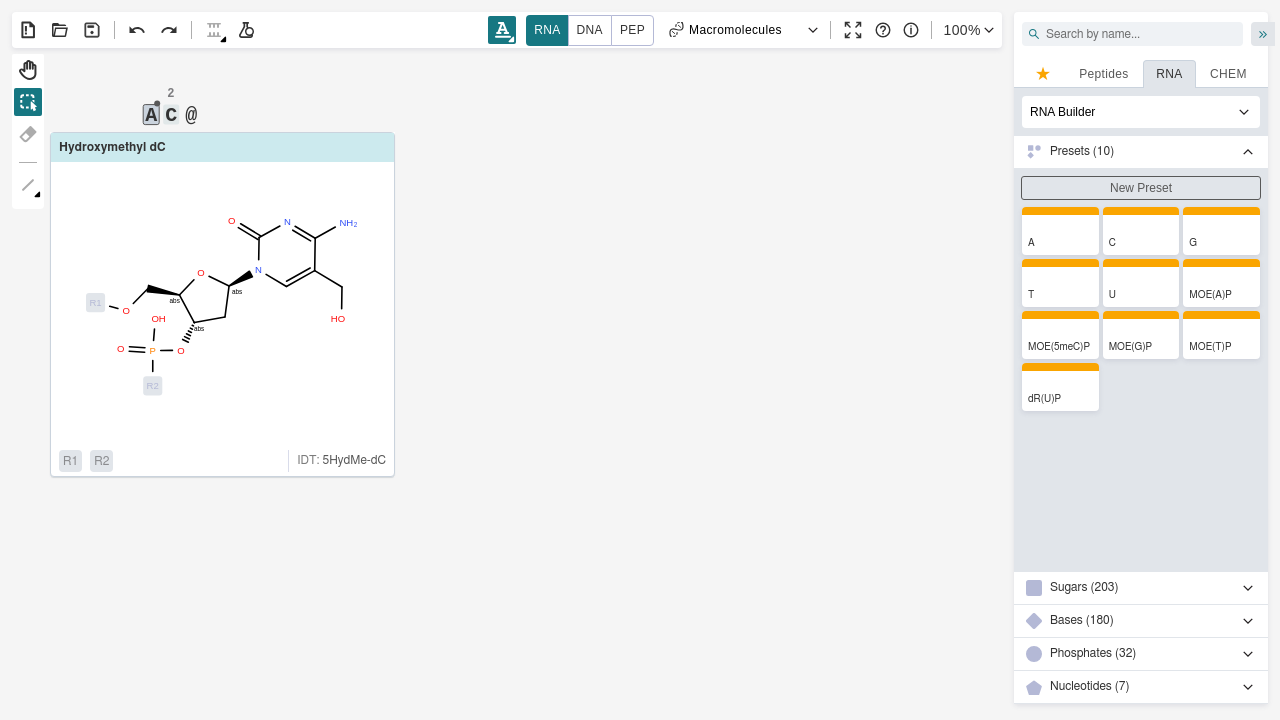 A RNA DNA PEP Macromolecules 100%
Search by name...
Peptides RNA CHEM
RNA Builder
Presets (10)
New Preset
A C G
T U MOE(A)P
MOE(5meC)P MOE(G)P MOE(T)P
dR(U)P
Sugars (203)
Bases (180)
Phosphates (32)
Nucleotides (7)
2
A C @
Hydroxymethyl dC
O N NH2
O N
abs abs
R1 O
OH abs HO
O P O
R2
R1 R2 IDT: 5HydMe-dC